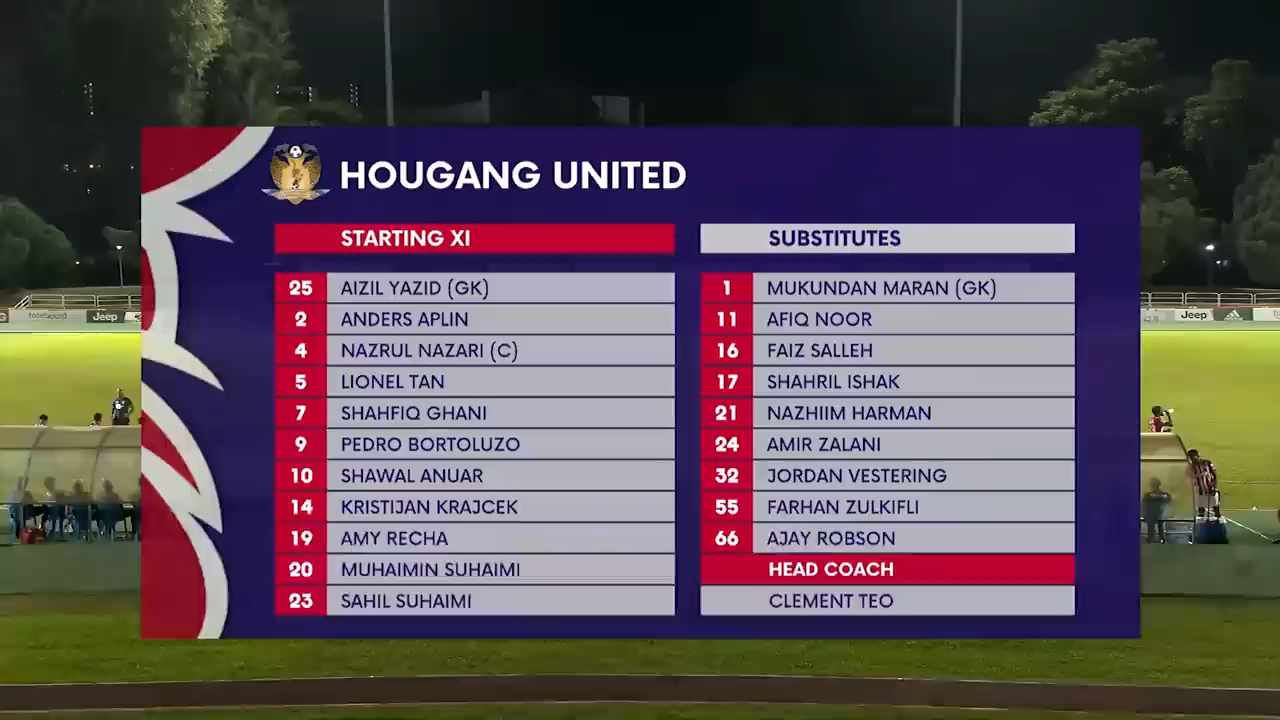 HOUGANG UNITED
STARTING XI
25 AIZIL YAZID (GK)
2 ANDERS APLIN
4 NAZRUL NAZARI (C)
5 LIONEL TAN
7 SHAHFIQ GHANI
9 PEDRO BORTOLUZO
10 SHAWAL ANUAR
14 KRISTIJAN KRAJCEK
19 AMY RECHA
20 MUHAIMIN SUHAIMI
23 SAHIL SUHAIMI
SUBSTITUTES
1 MUKUNDAN MARAN (GK)
11 AFIQ NOOR
16 FAIZ SALLEH
17 SHAHRIL ISHAK
21 NAZHIIM HARMAN
24 AMIR ZALANI
32 JORDAN VESTERING
55 FARHAN ZULKIFLI
66 AJAY ROBSON
HEAD COACH
CLEMENT TEO
Jeep
Jeep